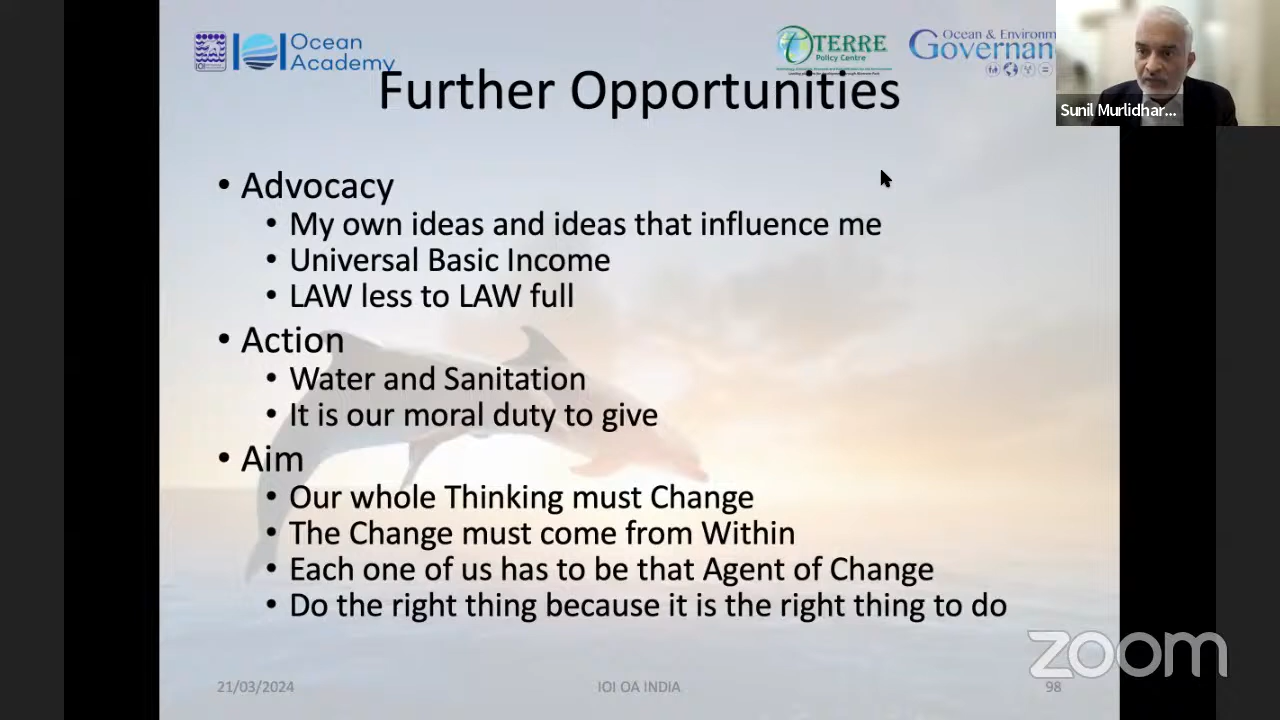 IOI
Ocean
Academy
TERRE
Policy Centre
Ocean & Environm
Governan
Sunil Murlidhar...
Further Opportunities
• Advocacy
• My own ideas and ideas that influence me
• Universal Basic Income
• LAW less to LAW full
• Action
• Water and Sanitation
• It is our moral duty to give
• Aim
• Our whole Thinking must Change
• The Change must come from Within
• Each one of us has to be that Agent of Change
• Do the right thing because it is the right thing to do
zoom
21/03/2024
IOI OA INDIA
98